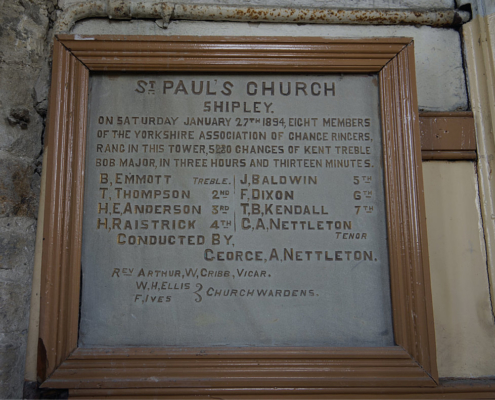 ST PAUL'S CHURCH
SHIPLEY.
ON SATURDAY JANUARY 27TH 1894, EIGHT MEMBERS
OF THE YORKSHIRE ASSOCIATION OF CHANGE RINGERS,
RANG IN THIS TOWER, CHANGES OF KENT TREBLE
BOB MAJOR, IN THREE HOURS AND THIRTEEN MINUTES.
B, EMMOTT TREBLE. J, BALDWIN 5TH
T, THOMPSON 2ND F, DIXON 6TH
H, E, ANDERSON 3RD T, B, KENDALL 7TH
H, RAISTRICK 4TH G, A, NETTLETON TENOR
CONDUCTED BY,
GEORGE, A, NETTLETON.
REV ARTHUR, W, CRIBB, VICAR.
W, H, ELLIS
F, IVES } CHURCHWARDENS.